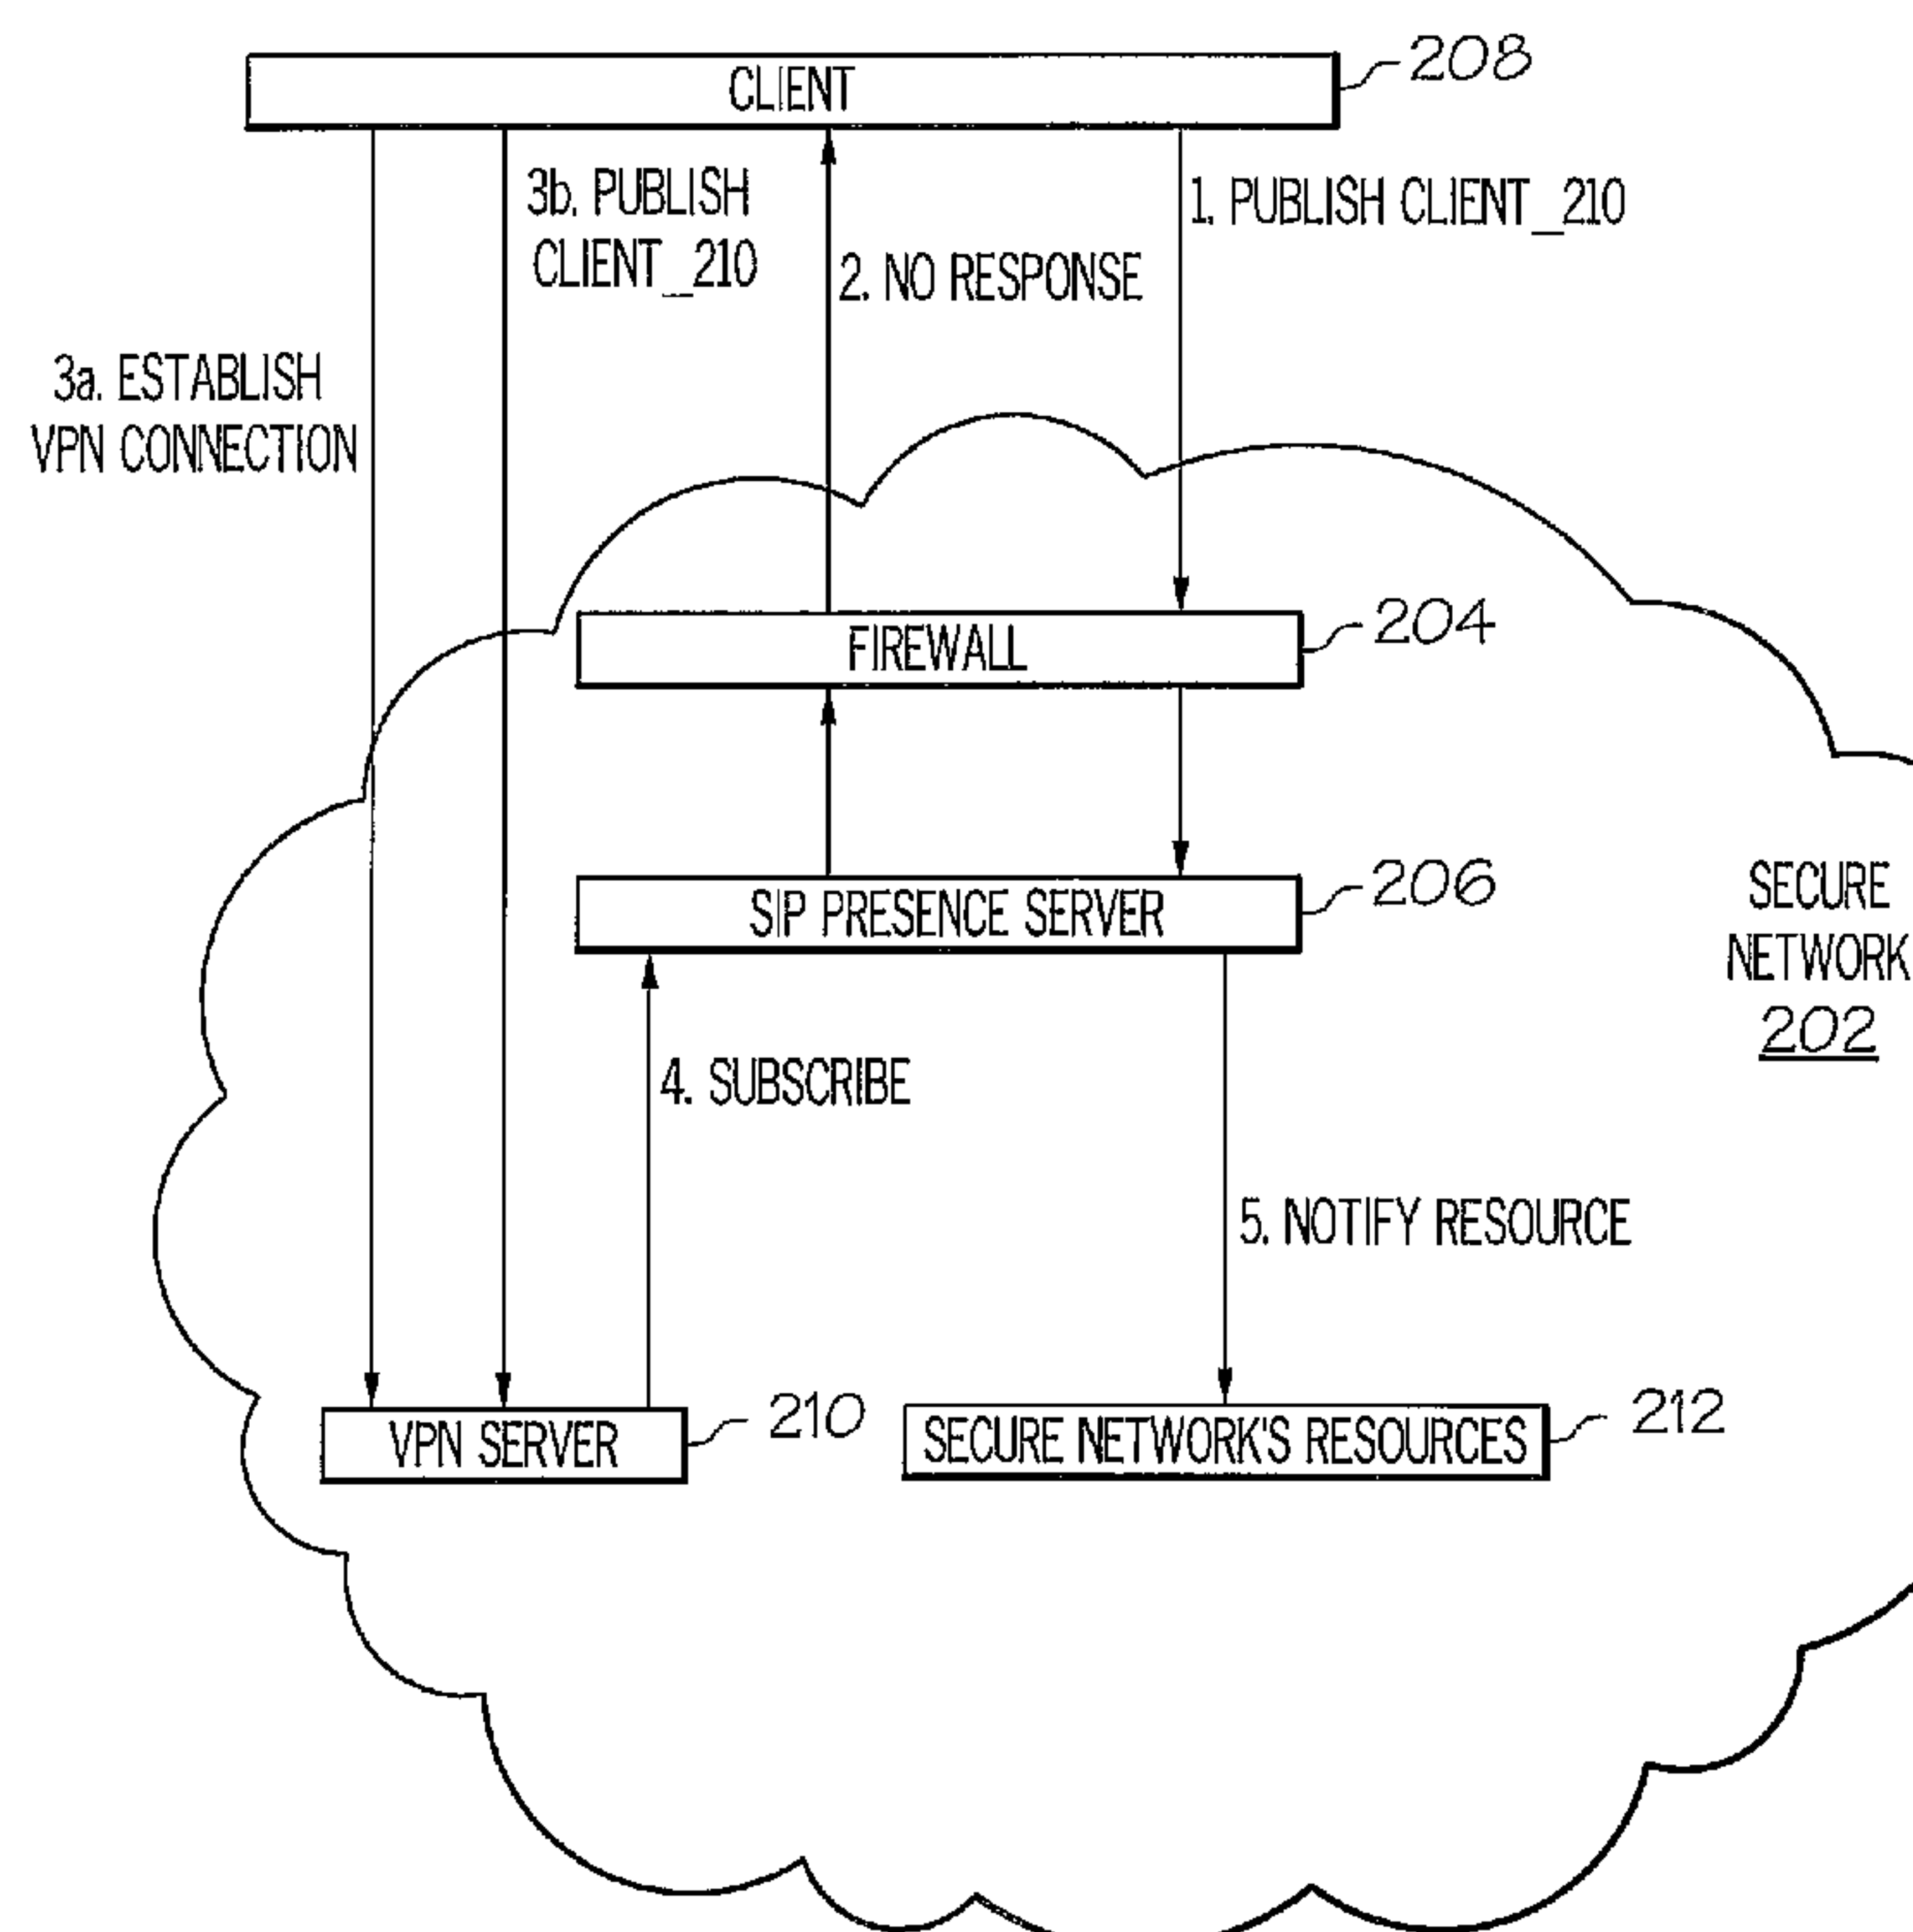 208
CLIENT
3b. PUBLISH
CLIENT_210
1. PUBLISH CLIENT_210
2. NO RESPONSE
3a. ESTABLISH
VPN CONNECTION
FIREWALL
204
SIP PRESENCE SERVER
206
SECURE
NETWORK
202
4. SUBSCRIBE
5. NOTIFY RESOURCE
VPN SERVER
210
SECURE NETWORK'S RESOURCES
212